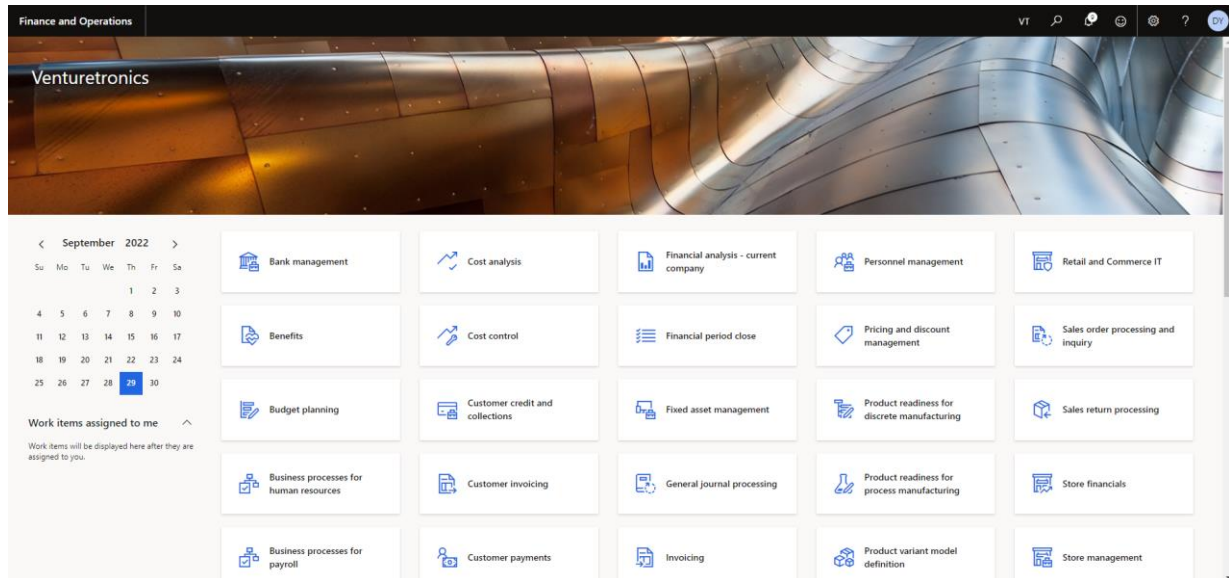 Finance and Operations
VT
0
?
DY
Venturetronics
September 2022
Su Mo Tu We Th Fr Sa
1 2 3
4 5 6 7 8 9 10
11 12 13 14 15 16 17
18 19 20 21 22 23 24
25 26 27 28 29 30
Work items assigned to me
Work items will be displayed here after they are
assigned to you.
Bank management
Cost analysis
Financial analysis - current
company
Personnel management
Retail and Commerce IT
Benefits
Cost control
Financial period close
Pricing and discount
management
Sales order processing and
inquiry
Budget planning
Customer credit and
collections
Fixed asset management
Product readiness for
discrete manufacturing
Sales return processing
Business processes for
human resources
Customer invoicing
General journal processing
Product readiness for
process manufacturing
Store financials
Business processes for
payroll
Customer payments
Invoicing
Product variant model
definition
Store management